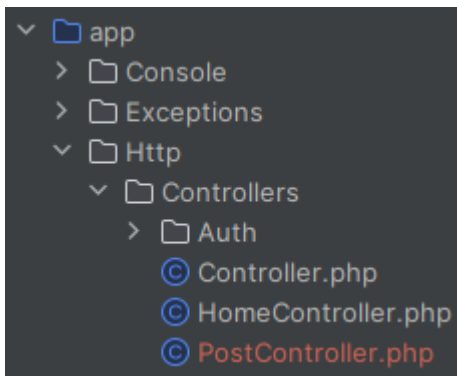 app
Console
Exceptions
Http
Controllers
Auth
Controller.php
HomeController.php
PostController.php